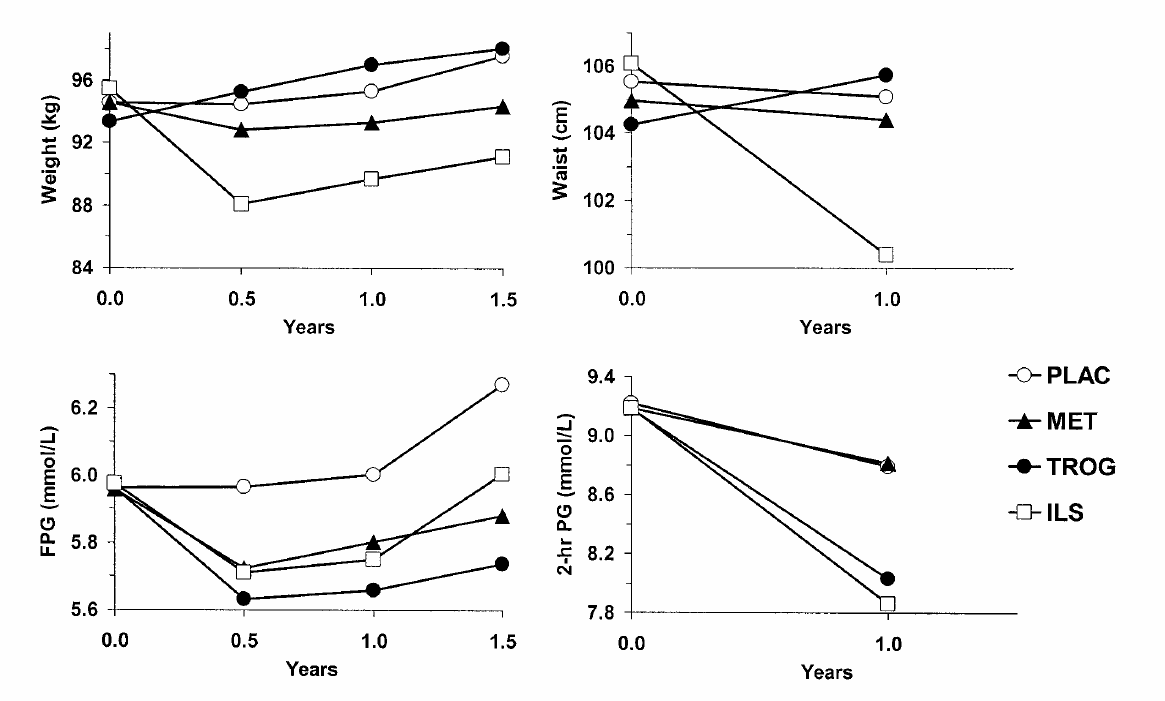 Weight (kg)
96
92
88
84
0.0 0.5 1.0 1.5
Years
Waist (cm)
106
104
102
100
0.0 1.0
Years
FPG (mmol/L)
6.2
6.0
5.8
5.6
0.0 0.5 1.0 1.5
Years
2-hr PG (mmol/L)
9.4
9.0
8.6
8.2
7.8
0.0 1.0
Years
PLAC
MET
TROG
ILS